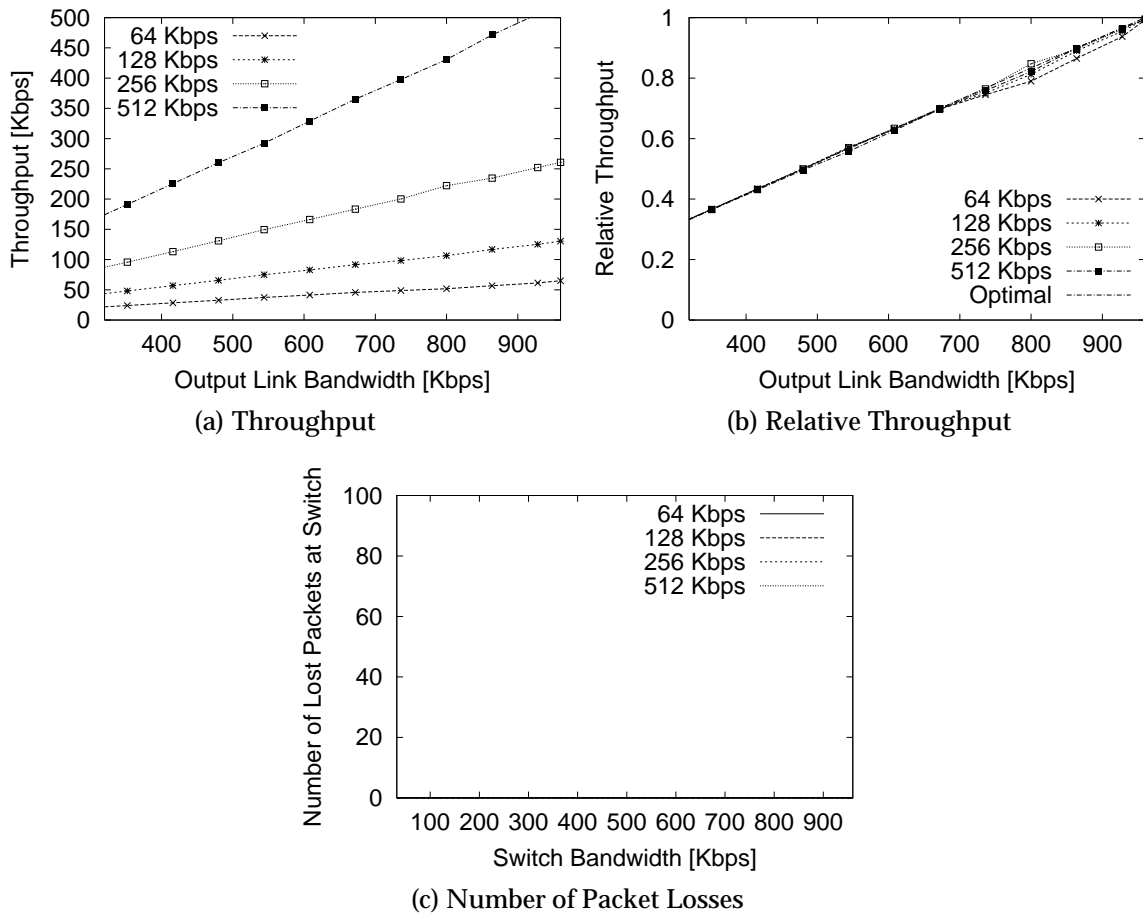 500
450
400
350
300
250
200
150
100
50
0
Throughput [Kbps]
64 Kbps
128 Kbps
256 Kbps
512 Kbps
400 500 600 700 800 900
Output Link Bandwidth [Kbps]
(a) Throughput
1
0.8
0.6
0.4
0.2
0
Relative Throughput
64 Kbps
128 Kbps
256 Kbps
512 Kbps
Optimal
400 500 600 700 800 900
Output Link Bandwidth [Kbps]
(b) Relative Throughput
100
80
60
40
20
0
Number of Lost Packets at Switch
64 Kbps
128 Kbps
256 Kbps
512 Kbps
100 200 300 400 500 600 700 800 900
Switch Bandwidth [Kbps]
(c) Number of Packet Losses